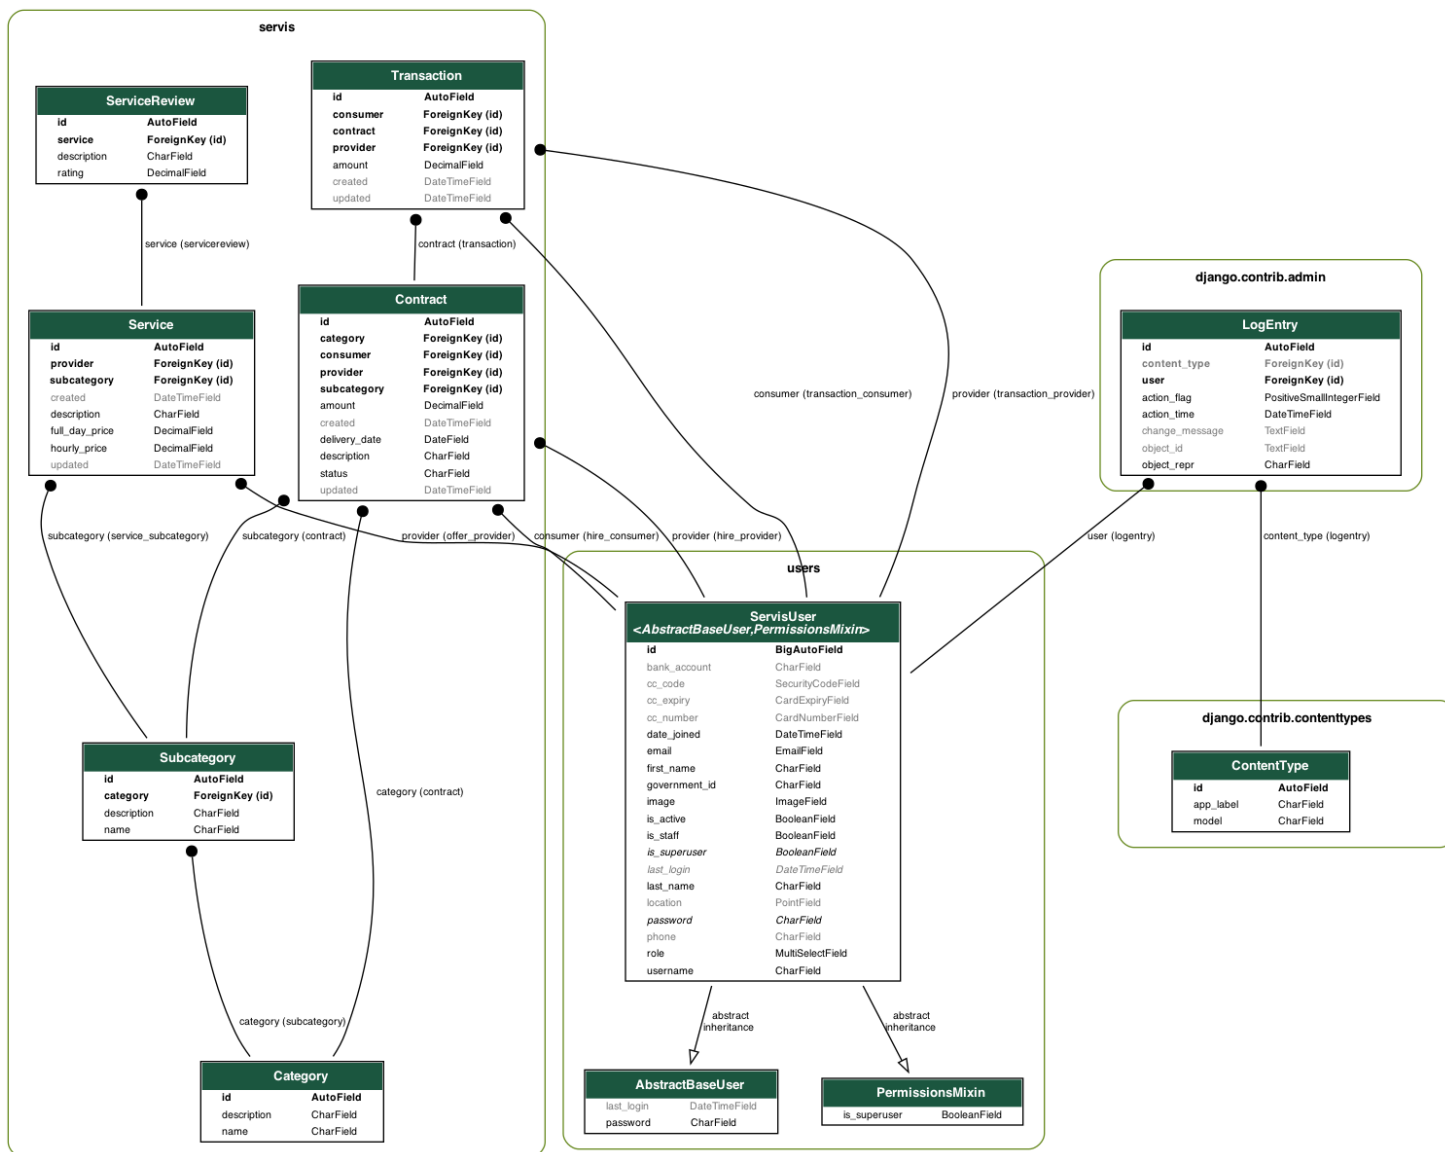 servis
ServiceReview
id AutoField
service ForeignKey (id)
description CharField
rating DecimalField
Transaction
id AutoField
consumer ForeignKey (id)
contract ForeignKey (id)
provider ForeignKey (id)
amount DecimalField
created DateTimeField
updated DateTimeField
service (servicereview)
contract (transaction)
Service
id AutoField
provider ForeignKey (id)
subcategory ForeignKey (id)
created DateTimeField
description CharField
full_day_price DecimalField
hourly_price DecimalField
updated DateTimeField
Contract
id AutoField
category ForeignKey (id)
consumer ForeignKey (id)
provider ForeignKey (id)
subcategory ForeignKey (id)
amount DecimalField
created DateTimeField
delivery_date DateField
description CharField
status CharField
updated DateTimeField
consumer (transaction_consumer)
provider (transaction_provider)
django.contrib.admin
LogEntry
id AutoField
content_type ForeignKey (id)
user ForeignKey (id)
action_flag PositiveSmallIntegerField
action_time DateTimeField
change_message TextField
object_id TextField
object_repr CharField
subcategory (service_subcategory)
subcategory (contract)
provider (offer_provider)
consumer (hire_consumer)
provider (hire_provider)
user (logentry)
content_type (logentry)
users
ServisUser
<AbstractBaseUser,PermissionsMixin>
id BigAutoField
bank_account CharField
cc_code SecurityCodeField
cc_expiry CardExpiryField
cc_number CardNumberField
date_joined DateTimeField
email EmailField
first_name CharField
government_id CharField
image ImageField
is_active BooleanField
is_staff BooleanField
is_superuser BooleanField
last_login DateTimeField
last_name CharField
location PointField
password CharField
phone CharField
role MultiSelectField
username CharField
django.contrib.contenttypes
ContentType
id AutoField
app_label CharField
model CharField
Subcategory
id AutoField
category ForeignKey (id)
description CharField
name CharField
category (contract)
category (subcategory)
abstract
inheritance
abstract
inheritance
Category
id AutoField
description CharField
name CharField
AbstractBaseUser
last_login DateTimeField
password CharField
PermissionsMixin
is_superuser BooleanField